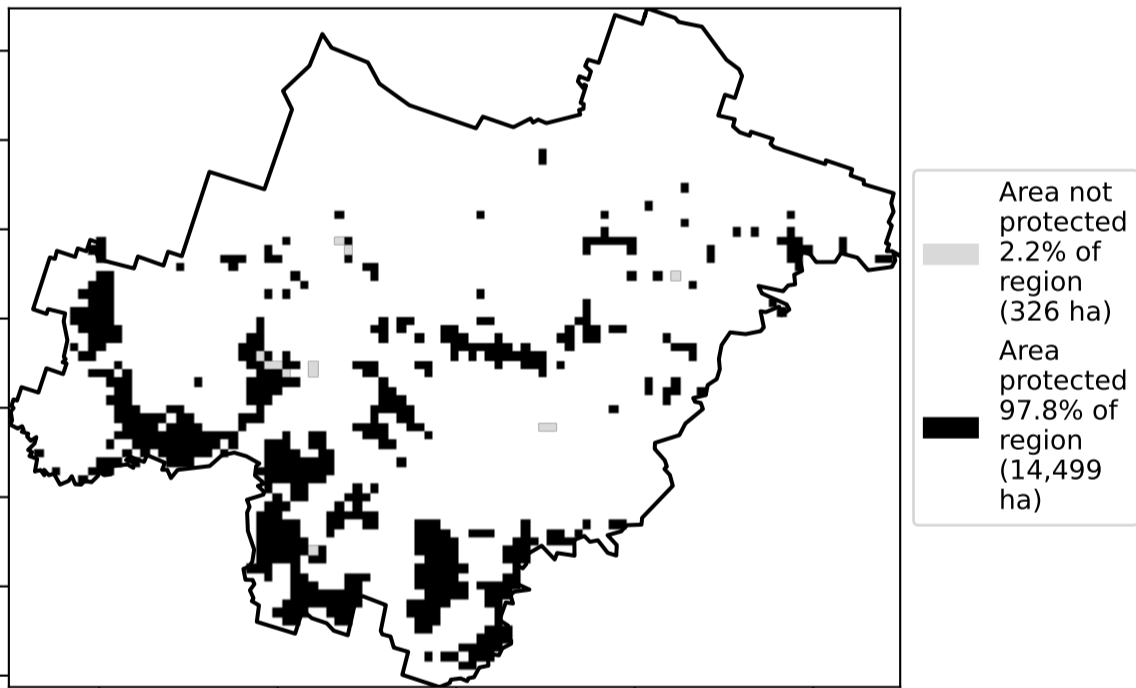 Area not
protected
2.2% of
region
(326 ha)
Area
protected
97.8% of
region
(14,499
ha)